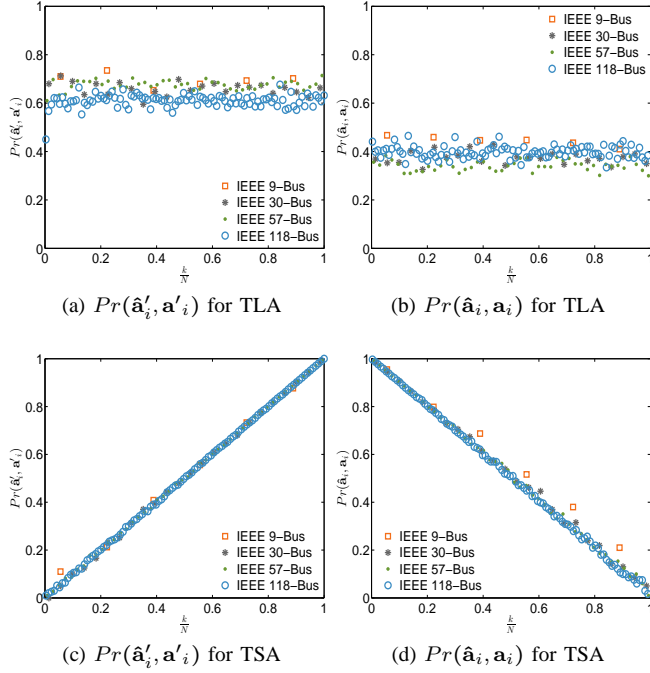 1
0.8
0.6
0.4
0.2
0
Pr(â′i, a′i)
IEEE 9−Bus
IEEE 30−Bus
IEEE 57−Bus
IEEE 118−Bus
0 0.2 0.4 0.6 0.8 1
k/N
(a) Pr(â′i, a′i) for TLA
1
0.8
0.6
0.4
0.2
0
Pr(âi, ai)
IEEE 9−Bus
IEEE 30−Bus
IEEE 57−Bus
IEEE 118−Bus
0 0.2 0.4 0.6 0.8 1
k/N
(b) Pr(âi, ai) for TLA
1
0.8
0.6
0.4
0.2
0
Pr(â′i, a′i)
IEEE 9−Bus
IEEE 30−Bus
IEEE 57−Bus
IEEE 118−Bus
0 0.2 0.4 0.6 0.8 1
k/N
(c) Pr(â′i, a′i) for TSA
1
0.8
0.6
0.4
0.2
0
Pr(âi, ai)
IEEE 9−Bus
IEEE 30−Bus
IEEE 57−Bus
IEEE 118−Bus
0 0.2 0.4 0.6 0.8 1
k/N
(d) Pr(âi, ai) for TSA